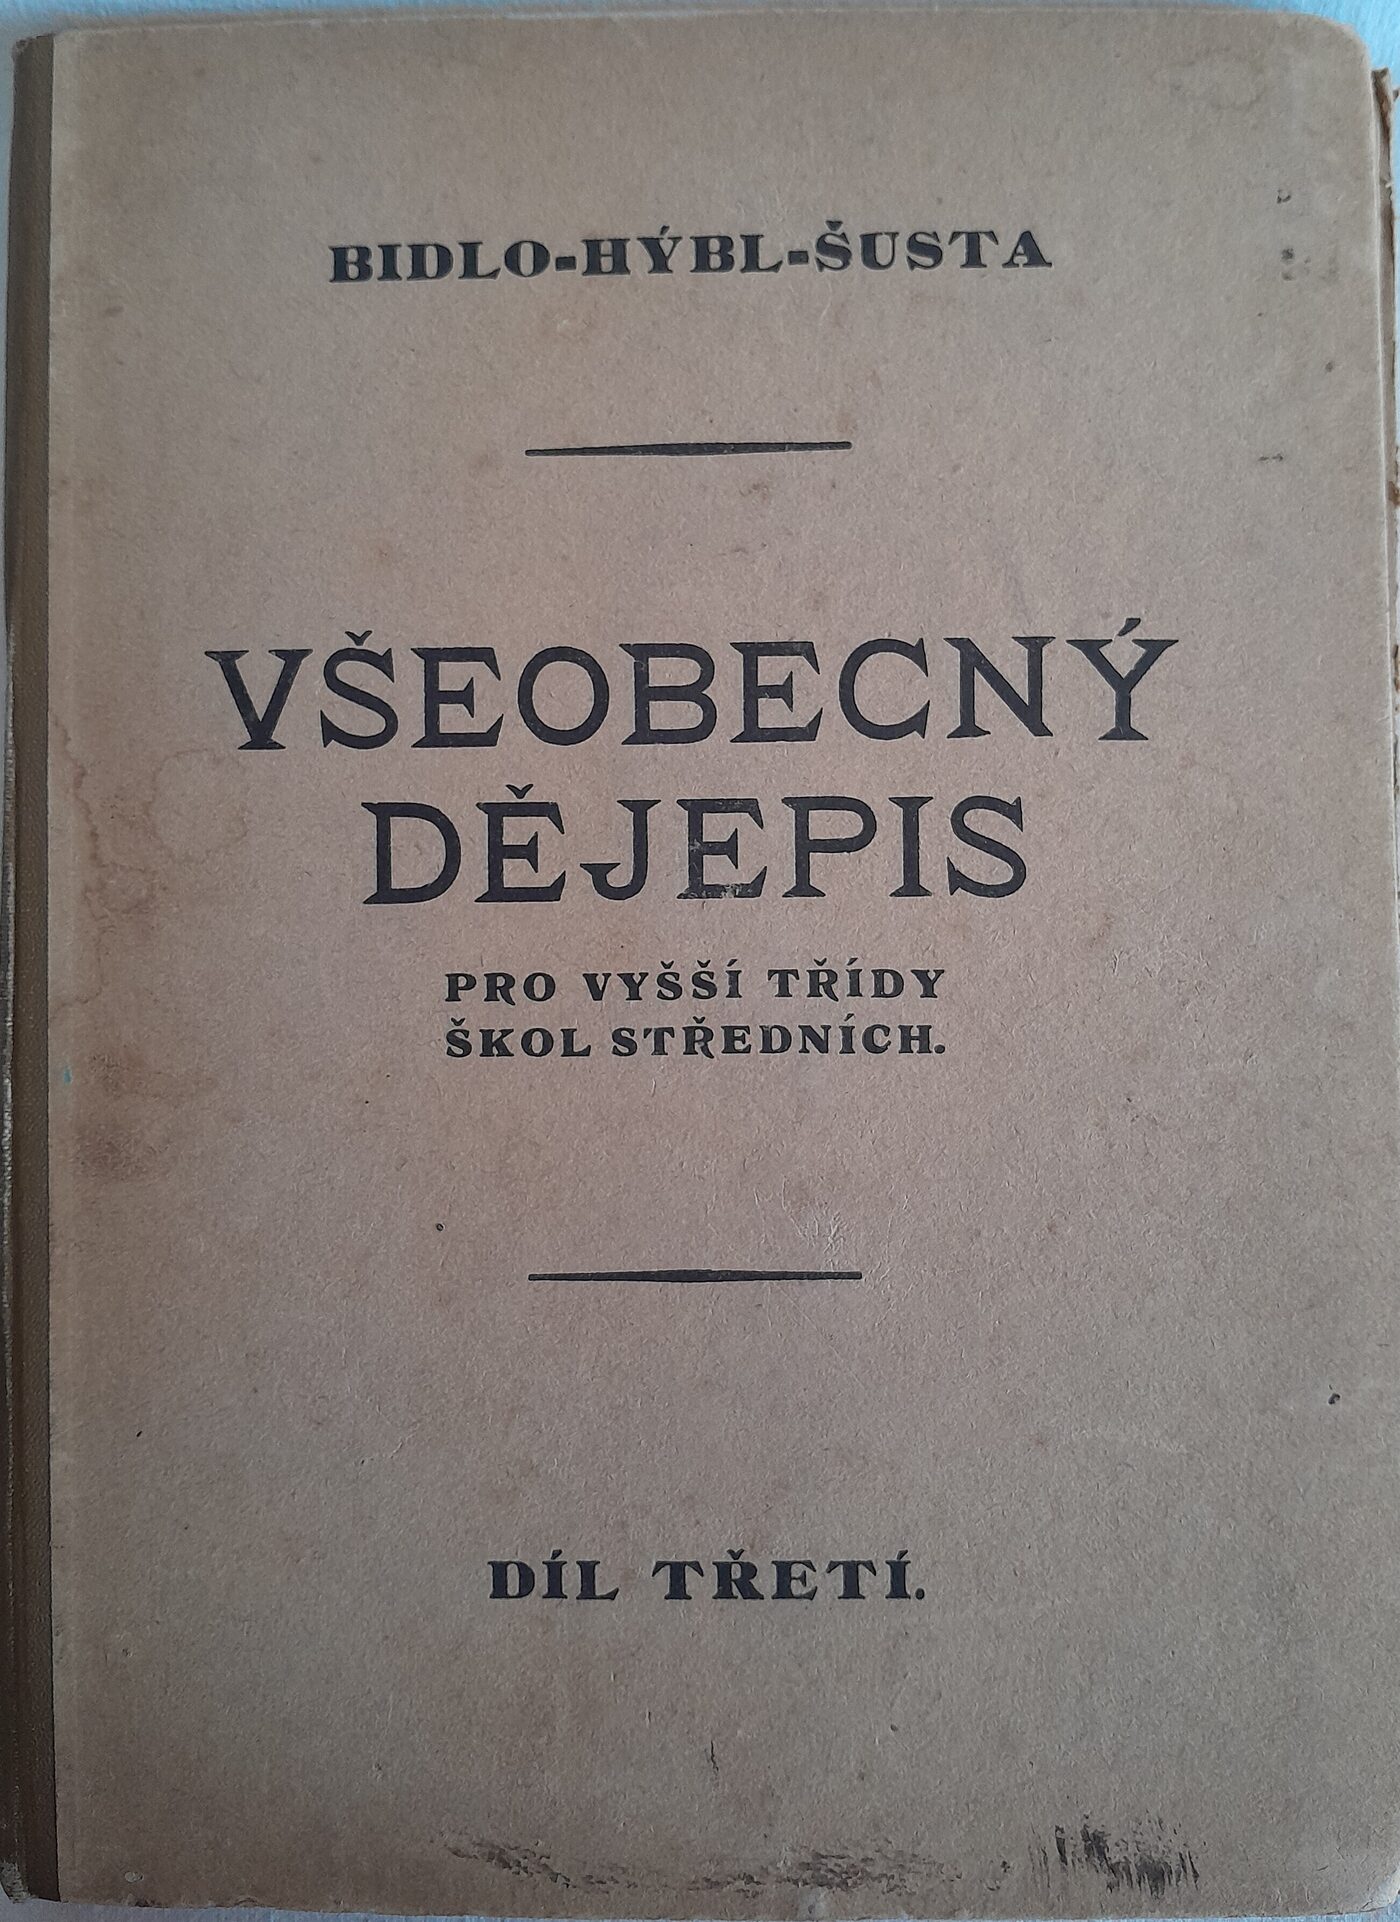 BIDLO-HÝBL-ŠUSTA
VŠEOBECNÝ
DĚJEPIS
PRO VYŠŠÍ TŘÍDY
ŠKOL STŘEDNÍCH.
DÍL TŘETÍ.